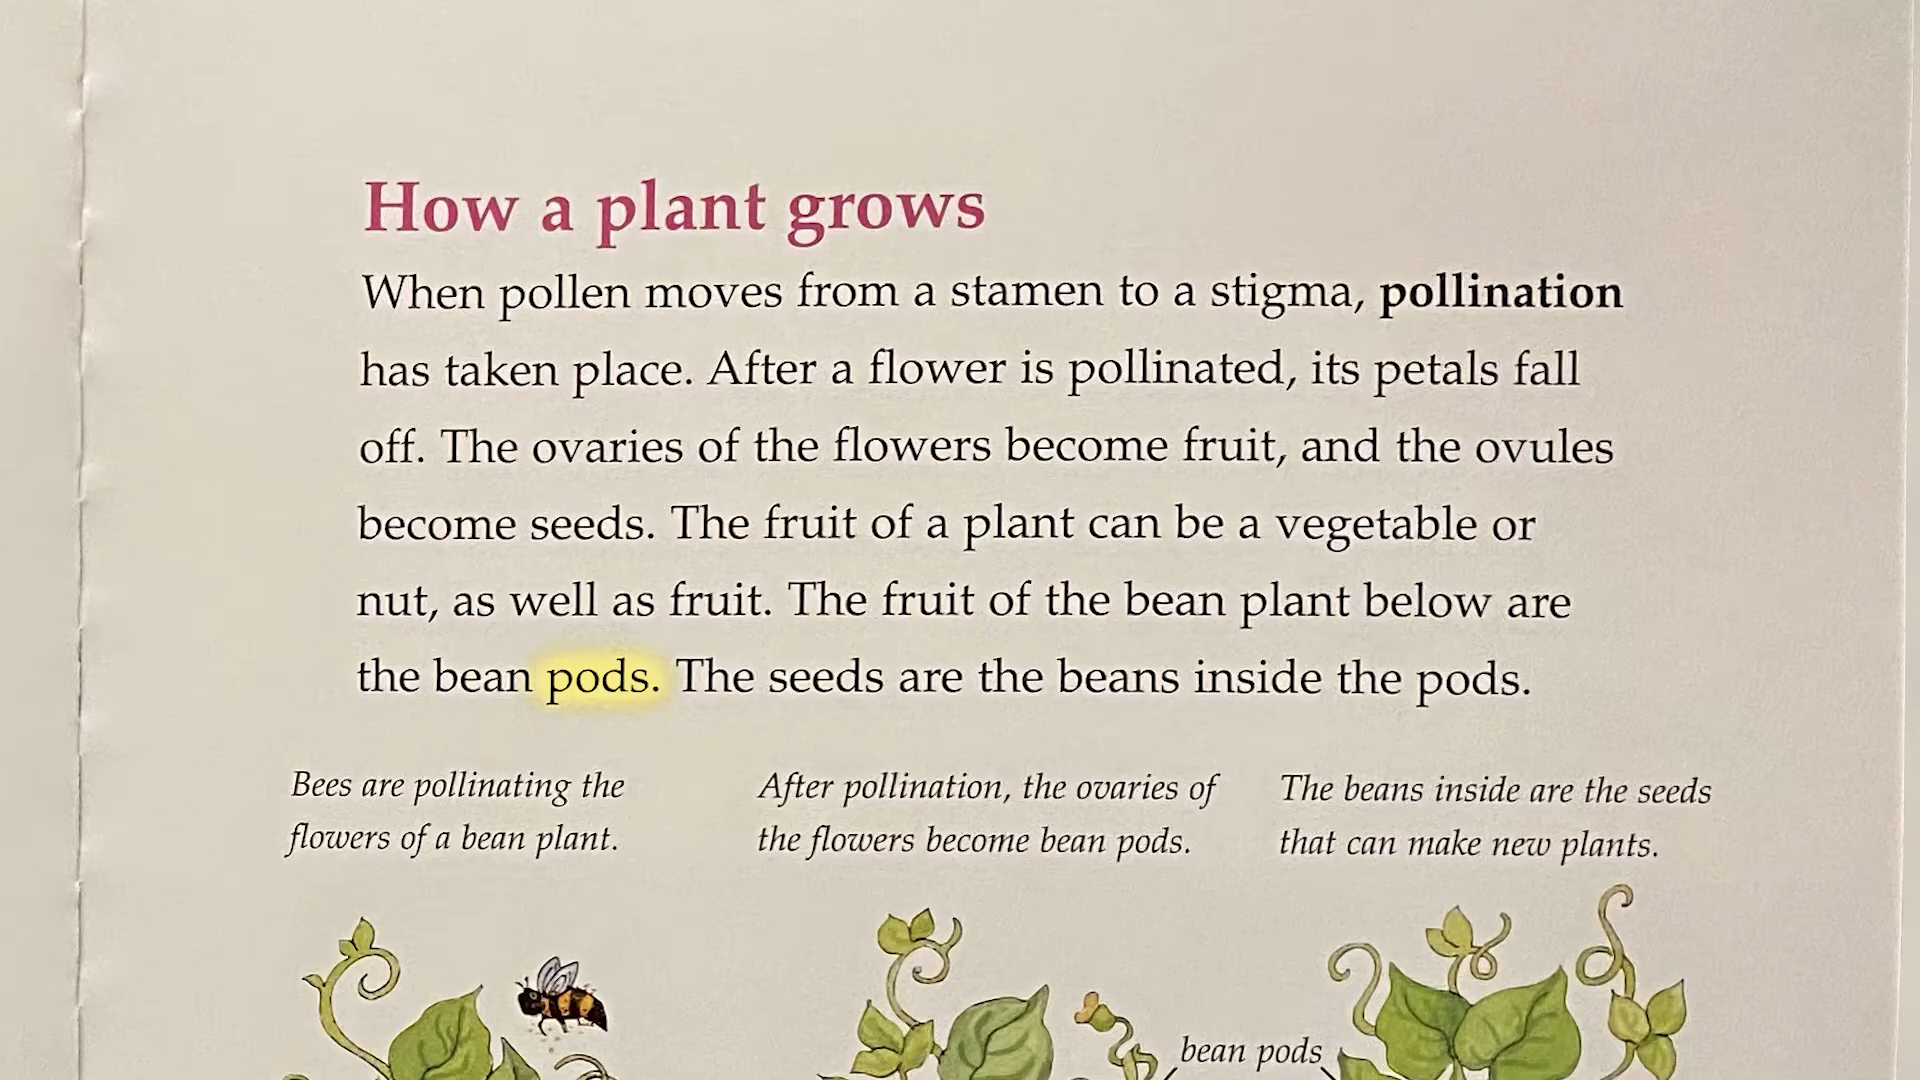 How a plant grows
When pollen moves from a stamen to a stigma, pollination
has taken place. After a flower is pollinated, its petals fall
off. The ovaries of the flowers become fruit, and the ovules
become seeds. The fruit of a plant can be a vegetable or
nut, as well as fruit. The fruit of the bean plant below are
the bean pods. The seeds are the beans inside the pods.
Bees are pollinating the
flowers of a bean plant.
After pollination, the ovaries of
the flowers become bean pods.
The beans inside are the seeds
that can make new plants.
bean pods